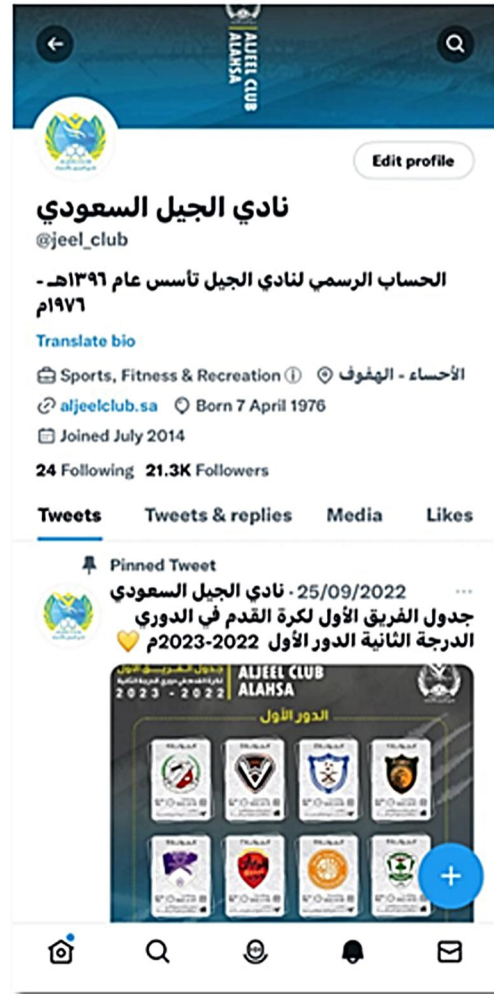 ALJEEL CLUB
ALAHSA
Edit profile
نادي الجيل السعودي
@jeel_club
الحساب الرسمي لنادي الجيل تأسس عام ١٣٩٦هـ -
١٩٧٦م
Translate bio
Sports, Fitness & Recreation الأحساء - الهفوف
aljeelclub.sa Born 7 April 1976
Joined July 2014
24 Following 21.3K Followers
Tweets Tweets & replies Media Likes
Pinned Tweet
نادي الجيل السعودي · 25/09/2022
جدول الفريق الأول لكرة القدم في الدوري
الدرجة الثانية الدور الأول 2022-2023م 💛
جدول الفريق الأول
ALJEEL CLUB
2023 - 2022
ALAHSA
الدور الأول